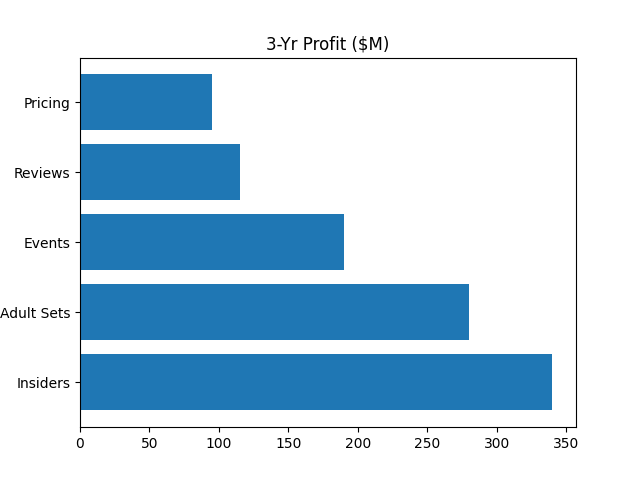 3-Yr Profit ($M)
Pricing
Reviews
Events
Adult Sets
Insiders
0 50 100 150 200 250 300 350